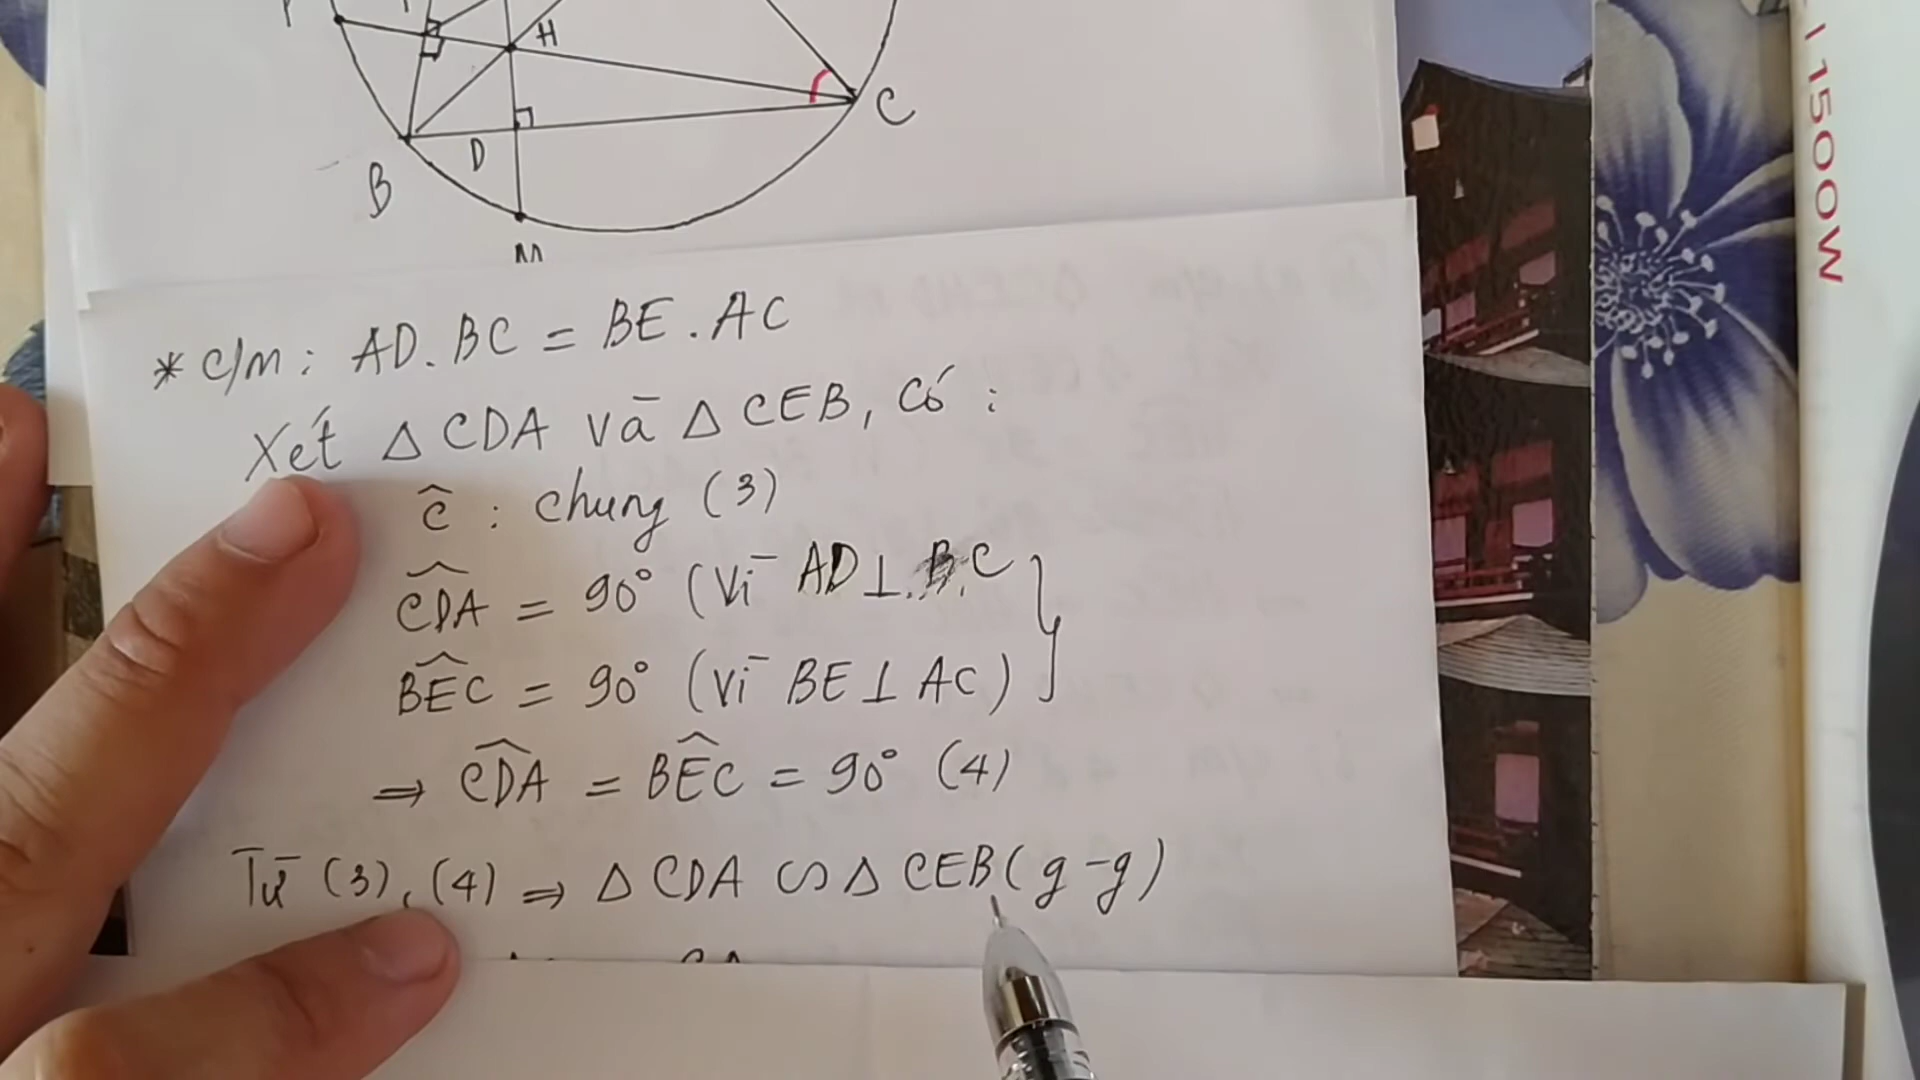 H
C
D
B
M
* C/m : AD. BC = BE . AC
Xét △ CDA và △ CEB, Có :
Ĉ : chung (3)
CDA = 90° (Vì AD ⊥ BC
BEC = 90° (Vì BE ⊥ AC)
⇒ CDA = BEC = 90° (4)
Từ (3), (4) ⇒ △ CDA ∽ △ CEB (g-g)
1500W